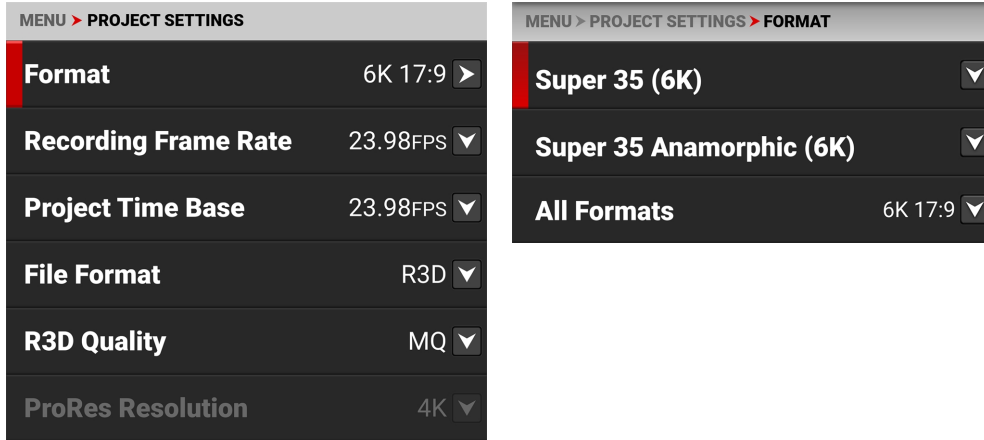 MENU > PROJECT SETTINGS
Format 6K 17:9
Recording Frame Rate 23.98FPS
Project Time Base 23.98FPS
File Format R3D
R3D Quality MQ
ProRes Resolution 4K
MENU > PROJECT SETTINGS > FORMAT
Super 35 (6K)
Super 35 Anamorphic (6K)
All Formats 6K 17:9